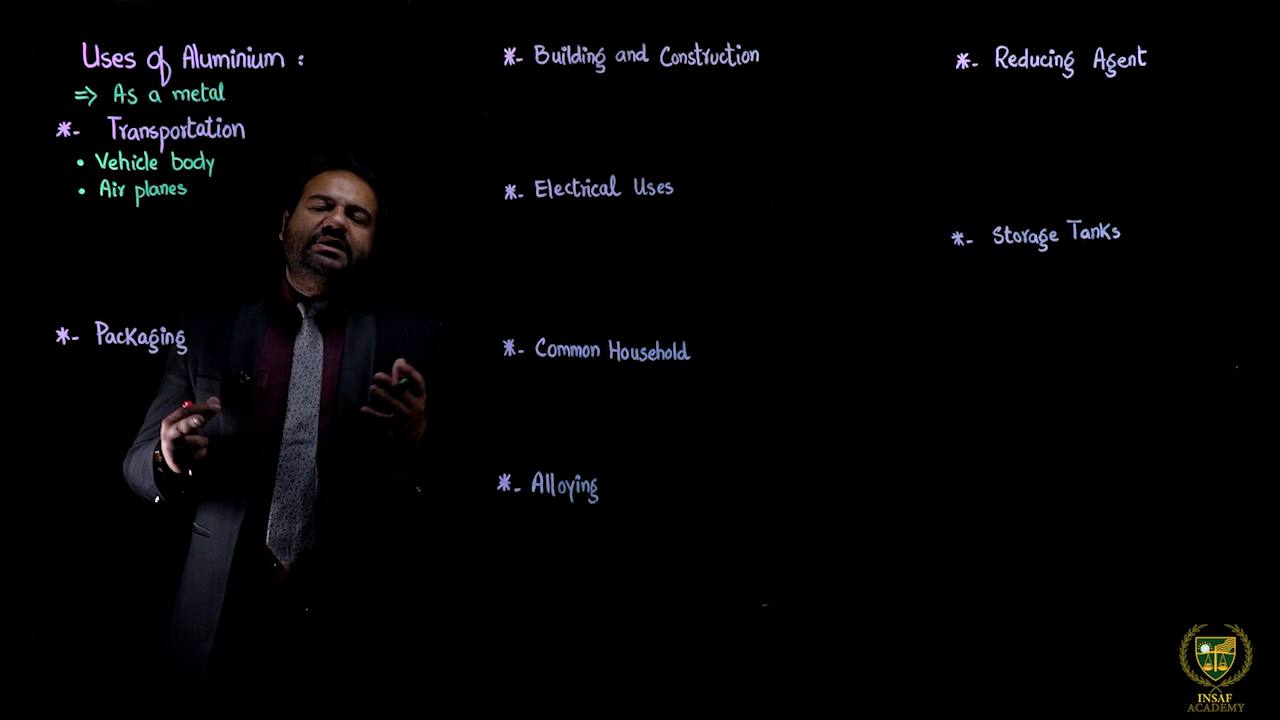 Uses of Aluminium :
⇒ As a metal
*- Transportation
• Vehicle body
• Air planes
*- Packaging
*- Building and Construction
*- Electrical Uses
*- Common Household
*- Alloying
*- Reducing Agent
*- Storage Tanks
INSAF
ACADEMY